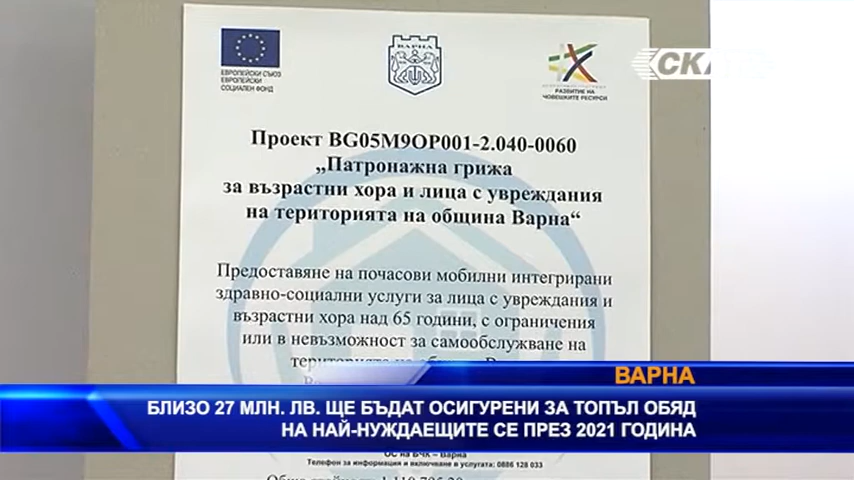 ЕВРОПЕЙСКИ СЪЮЗ
ЕВРОПЕЙСКИ
СОЦИАЛЕН ФОНД
ВАРНА
РАЗВИТИЕ НА
ЧОВЕШКИТЕ РЕСУРСИ
СКАТ
Проект BG05M9OP001-2.040-0060
„Патронажна грижа
за възрастни хора и лица с увреждания
на територията на община Варна“
Предоставяне на почасови мобилни интегрирани
здравно-социални услуги за лица с увреждания и
възрастни хора над 65 години, с ограничения
или в невъзможност за самообслужване на
ВАРНА
БЛИЗО 27 МЛН. ЛВ. ЩЕ БЪДАТ ОСИГУРЕНИ ЗА ТОПЪЛ ОБЯД
НА НАЙ-НУЖДАЕЩИТЕ СЕ ПРЕЗ 2021 ГОДИНА
ОС на БЧК – Варна
Телефон за информация и включване в услугата: 0886 128 033